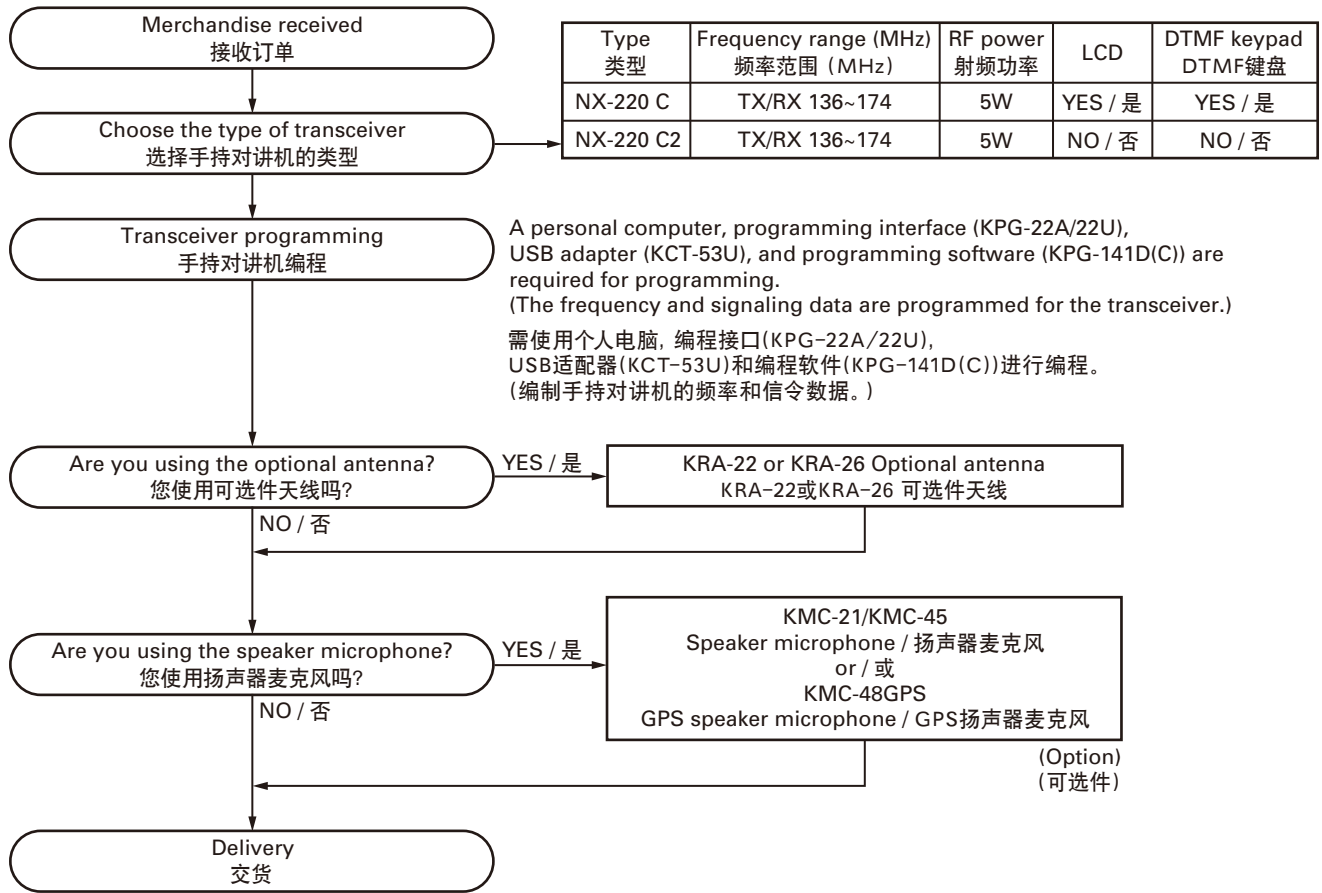 Merchandise received
接收订单
Choose the type of transceiver
选择手持对讲机的类型
Type Frequency range (MHz) RF power LCD DTMF keypad
类型 频率范围 (MHz) 射频功率 DTMF键盘
NX-220 C TX/RX 136~174 5W YES / 是 YES / 是
NX-220 C2 TX/RX 136~174 5W NO / 否 NO / 否
Transceiver programming
手持对讲机编程
A personal computer, programming interface (KPG-22A/22U),
USB adapter (KCT-53U), and programming software (KPG-141D(C)) are
required for programming.
(The frequency and signaling data are programmed for the transceiver.)
需使用个人电脑, 编程接口(KPG-22A/22U),
USB适配器(KCT-53U)和编程软件(KPG-141D(C))进行编程。
(编制手持对讲机的频率和信令数据。)
Are you using the optional antenna?
您使用可选件天线吗?
YES / 是
KRA-22 or KRA-26 Optional antenna
KRA-22或KRA-26 可选件天线
NO / 否
Are you using the speaker microphone?
您使用扬声器麦克风吗?
YES / 是
KMC-21/KMC-45
Speaker microphone / 扬声器麦克风
or / 或
KMC-48GPS
GPS speaker microphone / GPS扬声器麦克风
NO / 否
(Option)
(可选件)
Delivery
交货